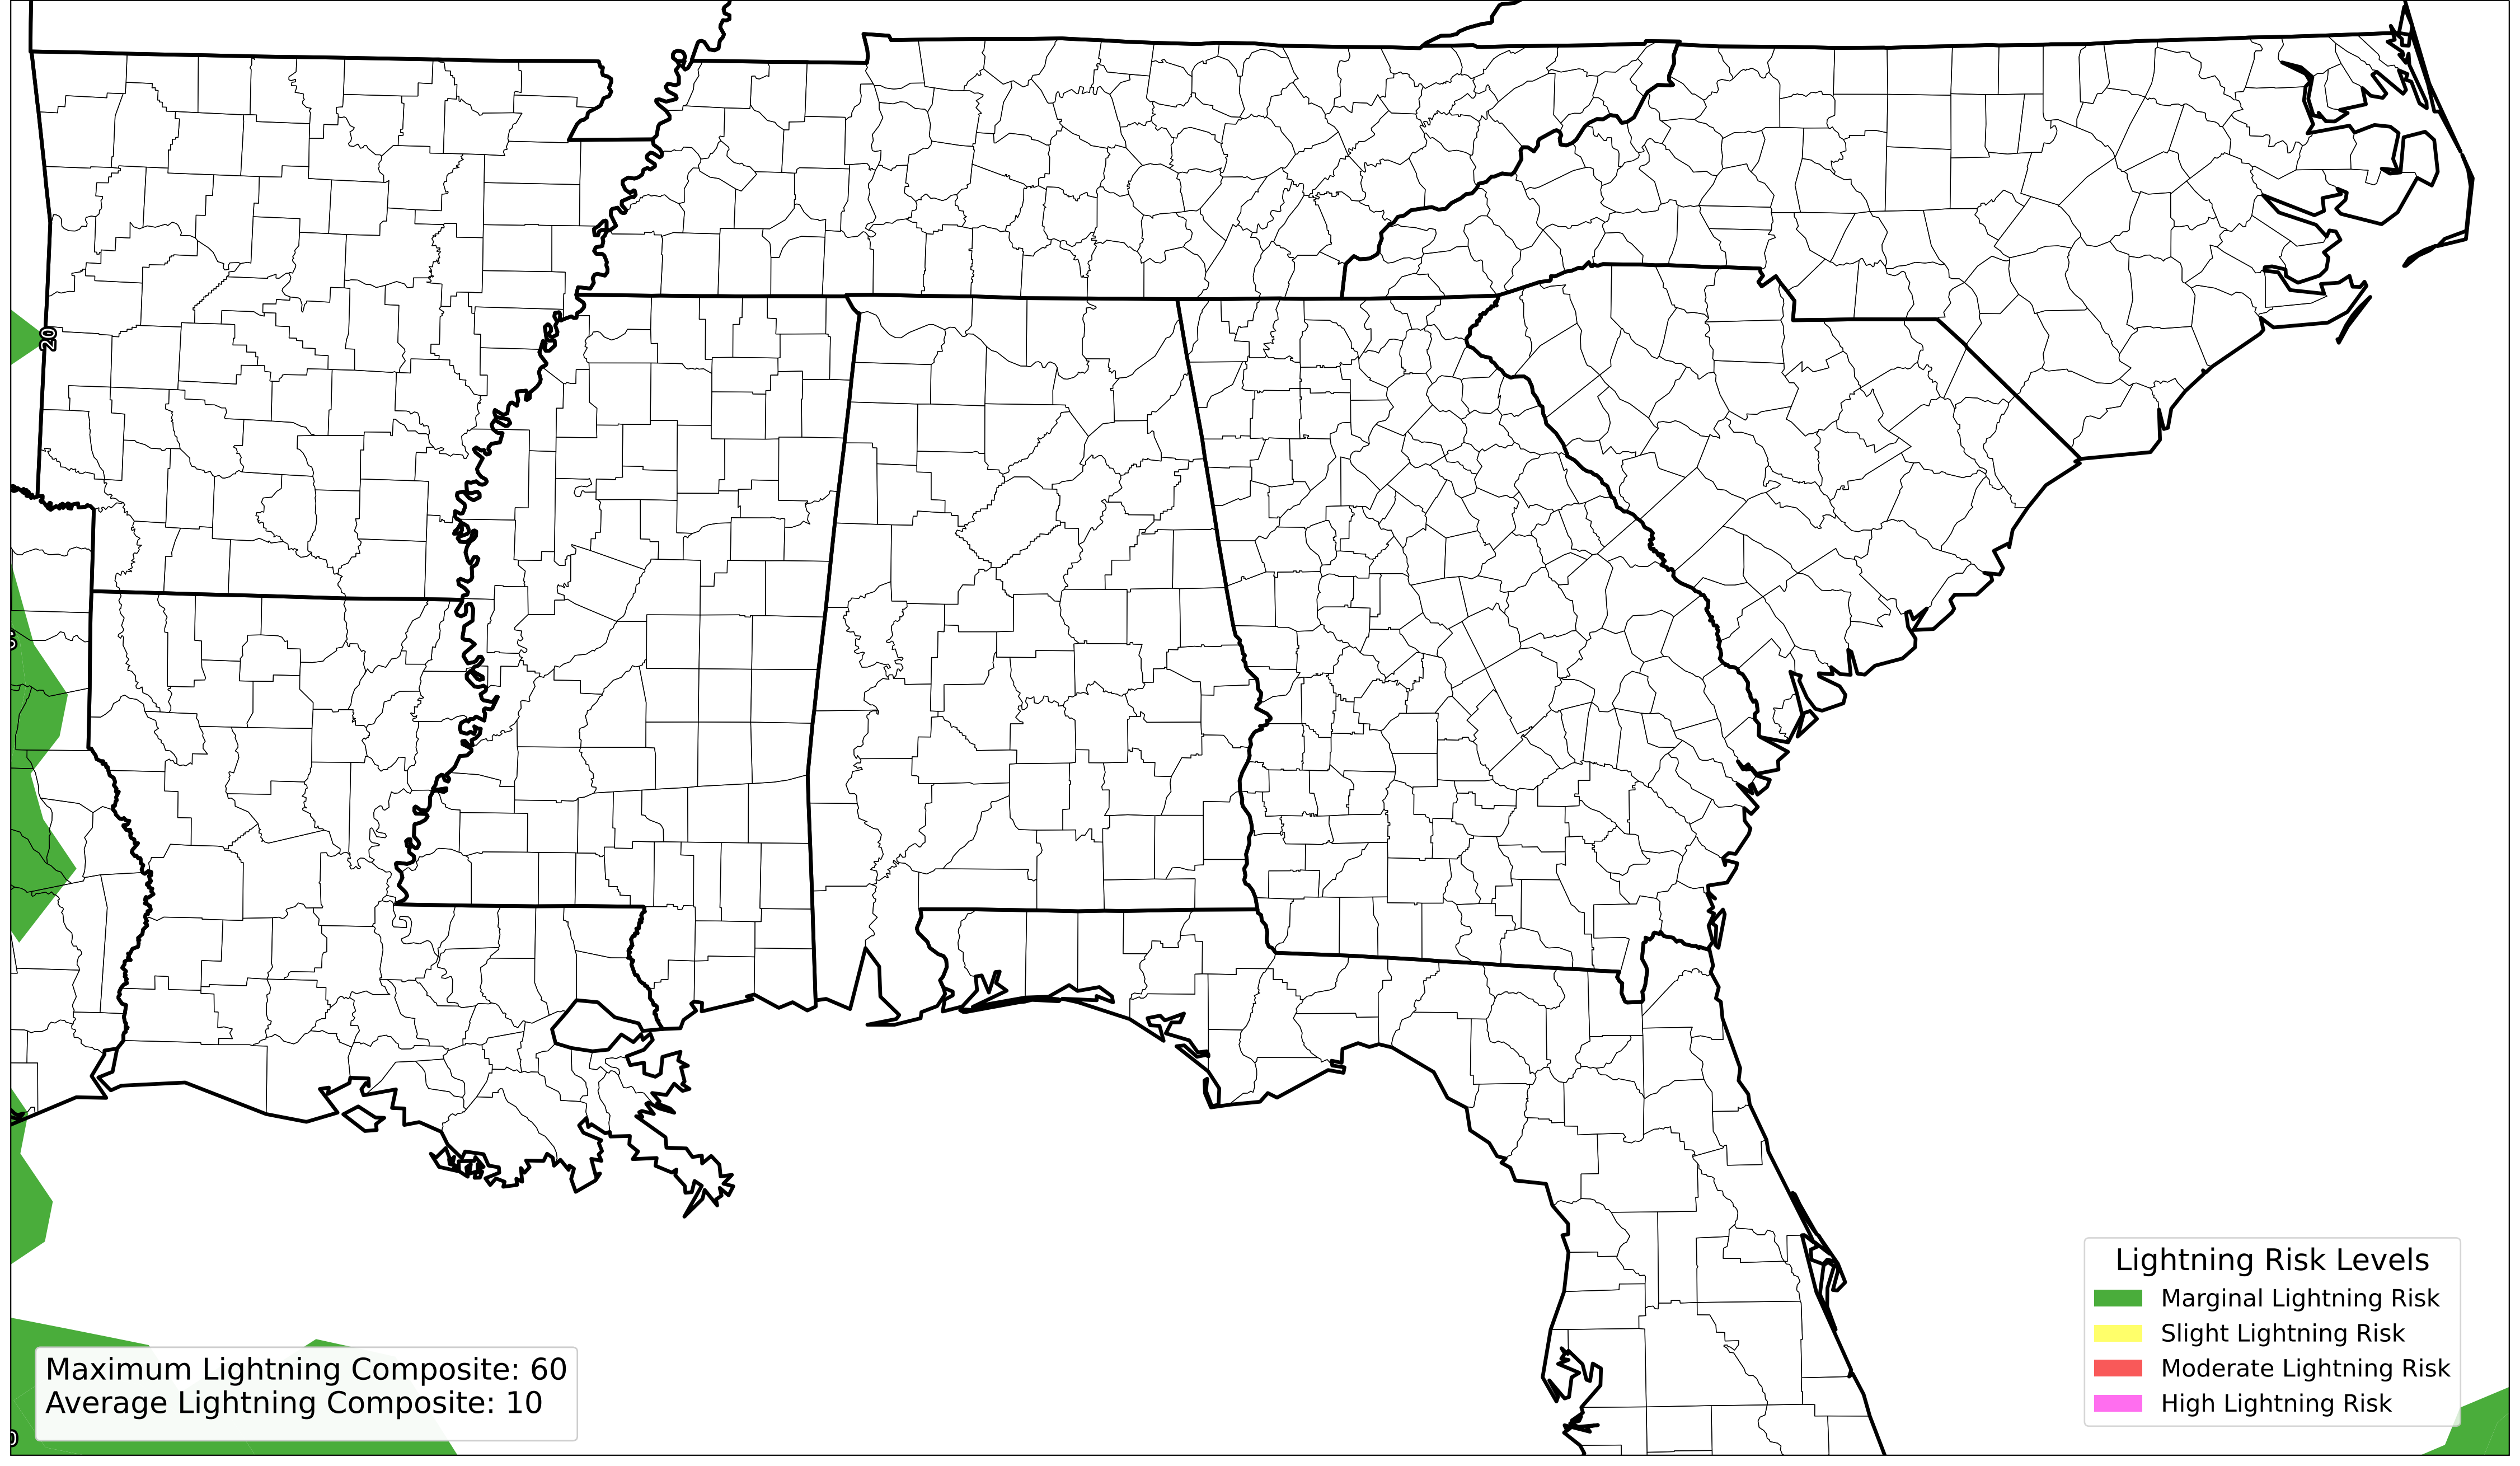 20
Maximum Lightning Composite: 60
Average Lightning Composite: 10
Lightning Risk Levels
Marginal Lightning Risk
Slight Lightning Risk
Moderate Lightning Risk
High Lightning Risk